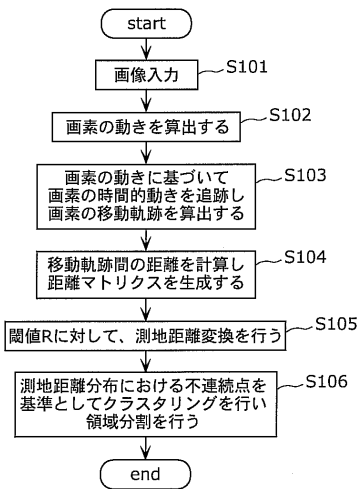 start
画像入力
S101
画素の動きを算出する
S102
画素の動きに基づいて
画素の時間的動きを追跡し
画素の移動軌跡を算出する
S103
移動軌跡間の距離を計算し
距離マトリクスを生成する
S104
閾値Rに対して、測地距離変換を行う
S105
測地距離分布における不連続点を
基準としてクラスタリングを行い
領域分割を行う
S106
end